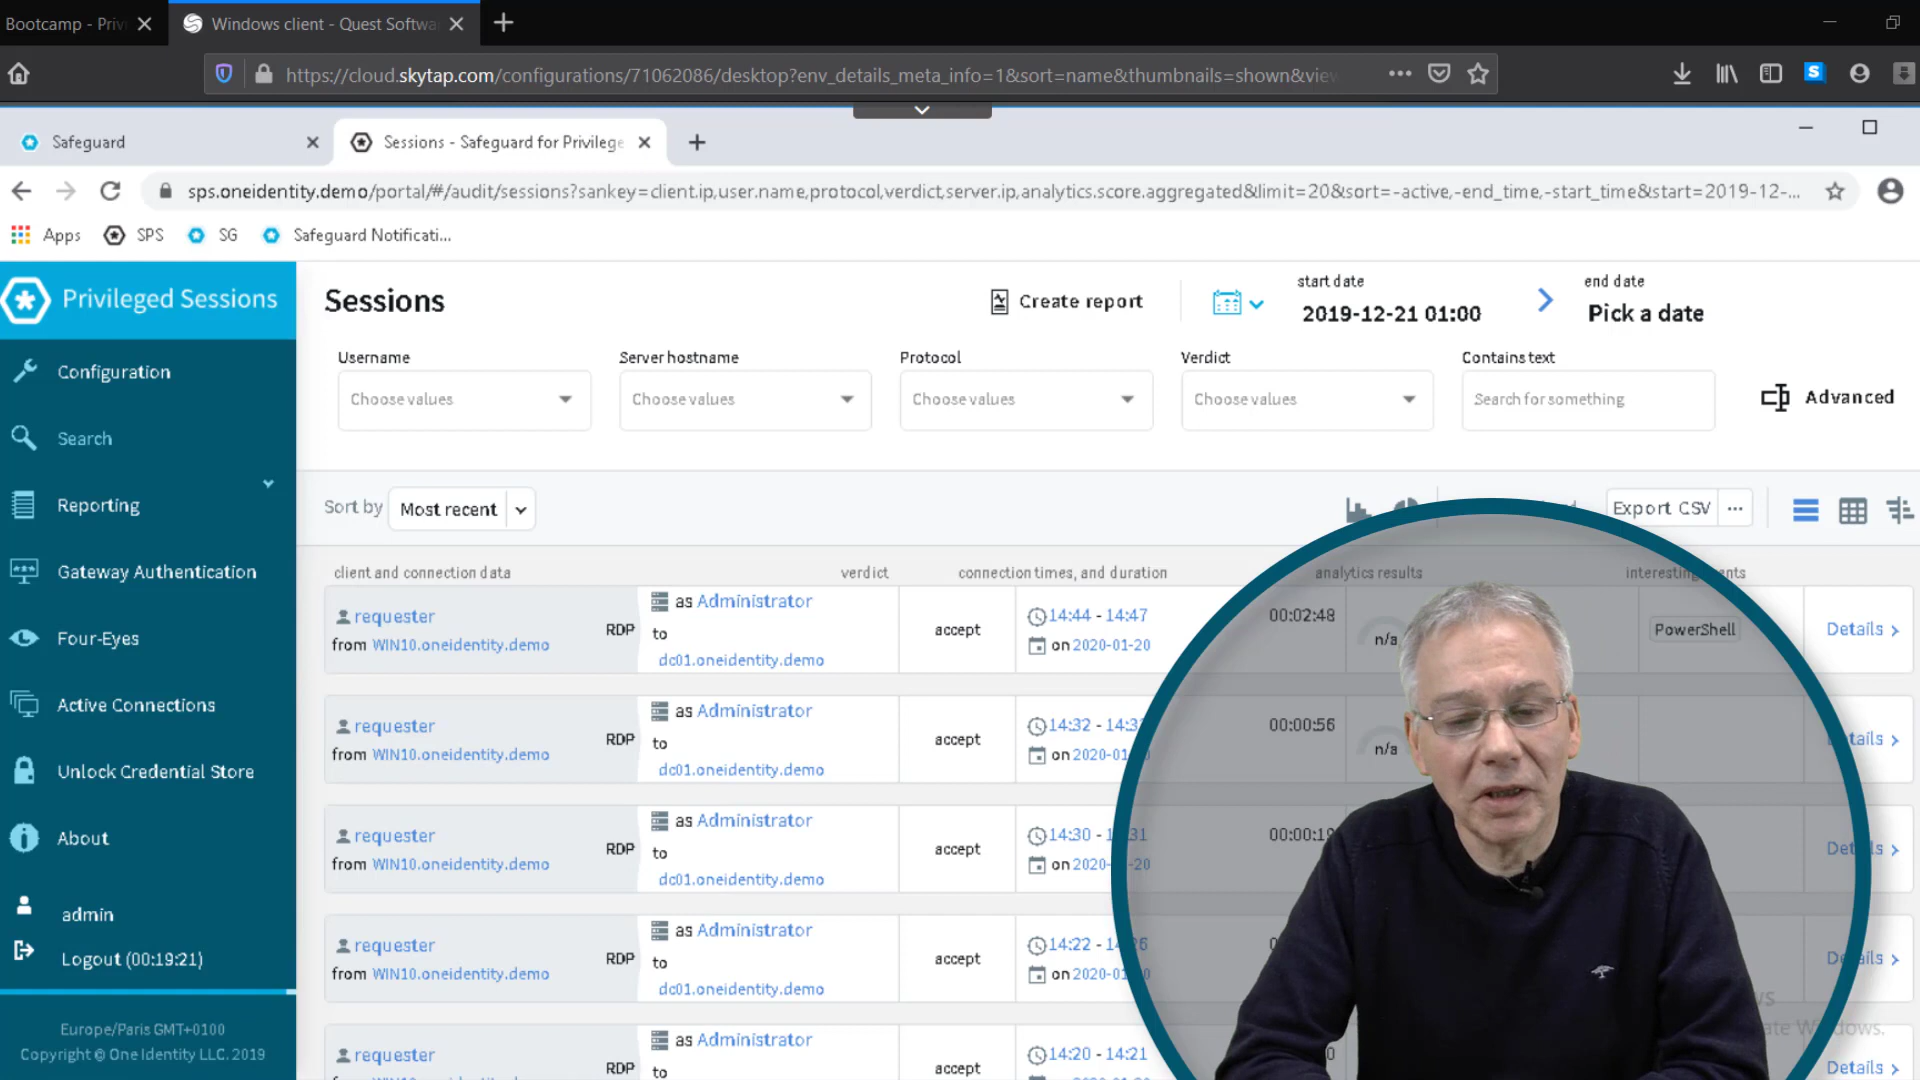 Bootcamp - Priv
Windows client - Quest Softwa
https://cloud.skytap.com/configurations/71062086/desktop?env_details_meta_info=1&sort=name&thumbnails=shown&view
Safeguard
Sessions - Safeguard for Privilege
sps.oneidentity.demo/portal/#/audit/sessions?sankey=client.ip,user.name,protocol,verdict,server.ip,analytics.score.aggregated&limit=20&sort=-active,-end_time,-start_time&start=2019-12-...
Apps
SPS
SG
Safeguard Notificati...
Privileged Sessions
Configuration
Search
Reporting
Gateway Authentication
Four-Eyes
Active Connections
Unlock Credential Store
About
admin
Logout (00:19:21)
Europe/Paris GMT+0100
Copyright @ One Identity LLC. 2019
Sessions
Create report
start date
2019-12-21 01:00
end date
Pick a date
Username
Choose values
Server hostname
Choose values
Protocol
Choose values
Verdict
Choose values
Contains text
Search for something
Advanced
Sort by
Most recent
Export CSV
client and connection data
verdict
connection times, and duration
analytics results
requester
from WIN10.oneidentity.demo
RDP
as Administrator
to
dc01.oneidentity.demo
accept
14:44 - 14:47
on 2020-01-20
00:02:48
n/a
PowerShell
Details
requester
from WIN10.oneidentity.demo
RDP
as Administrator
to
dc01.oneidentity.demo
accept
14:32 -
on
00:00:56
n/a
requester
from WIN10.oneidentity.demo
RDP
as Administrator
to
dc01.oneidentity.demo
accept
14:30 -
on
requester
from WIN10.oneidentity.demo
RDP
as Administrator
to
dc01.oneidentity.demo
accept
14:22 -
on
requester
RDP
as Administrator
to
accept
14:20 - 14:21
Details